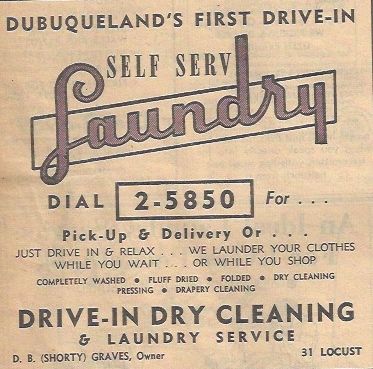 DUBUQUELAND'S FIRST DRIVE-IN
SELF SERV
Laundry
DIAL 2-5850 For . . .
Pick-Up & Delivery Or . . .
JUST DRIVE IN & RELAX . . . WE LAUNDER YOUR CLOTHES
WHILE YOU WAIT . . . OR WHILE YOU SHOP
COMPLETELY WASHED • FLUFF DRIED • FOLDED • DRY CLEANING
PRESSING • DRAPERY CLEANING
DRIVE-IN DRY CLEANING
& LAUNDRY SERVICE
D. B. (SHORTY) GRAVES, Owner 31 LOCUST